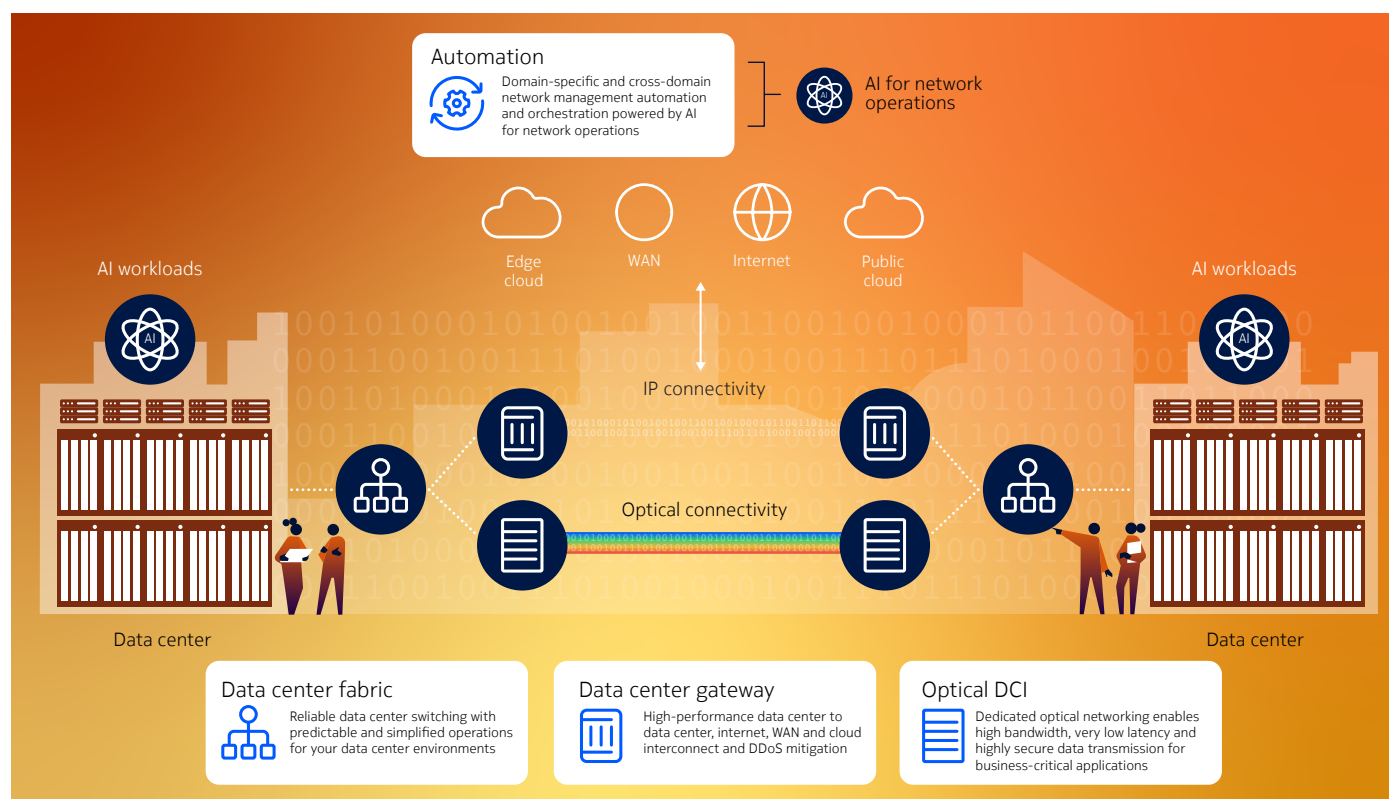 Automation
Domain-specific and cross-domain
network management automation
and orchestration powered by AI
for network operations
AI
AI for network
operations
Edge
cloud
WAN
Internet
Public
cloud
AI workloads
AI
AI workloads
AI
IP connectivity
Optical connectivity
Data center
Data center
Data center fabric
Reliable data center switching with
predictable and simplified operations
for your data center environments
Data center gateway
High-performance data center to
data center, internet, WAN and cloud
interconnect and DDoS mitigation
Optical DCI
Dedicated optical networking enables
high bandwidth, very low latency and
highly secure data transmission for
business-critical applications